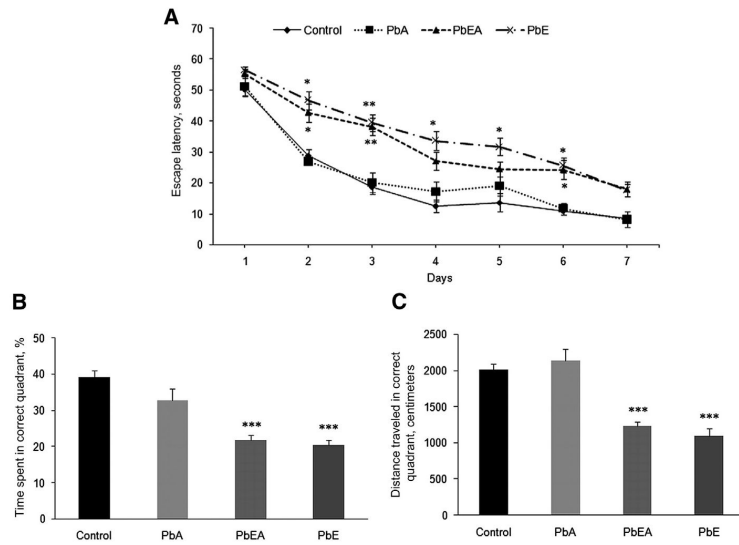 A
Control PbA PbEA PbE
Escape latency, seconds
70
60
50
40
30
20
10
0
* ** * * *
* ** *
1 2 3 4 5 6 7
Days
B
Time spent in correct quadrant, %
50
40
30
20
10
0
*** ***
Control PbA PbEA PbE
C
Distance traveled in correct
quadrant, centimeters
2500
2000
1500
1000
500
0
*** ***
Control PbA PbEA PbE